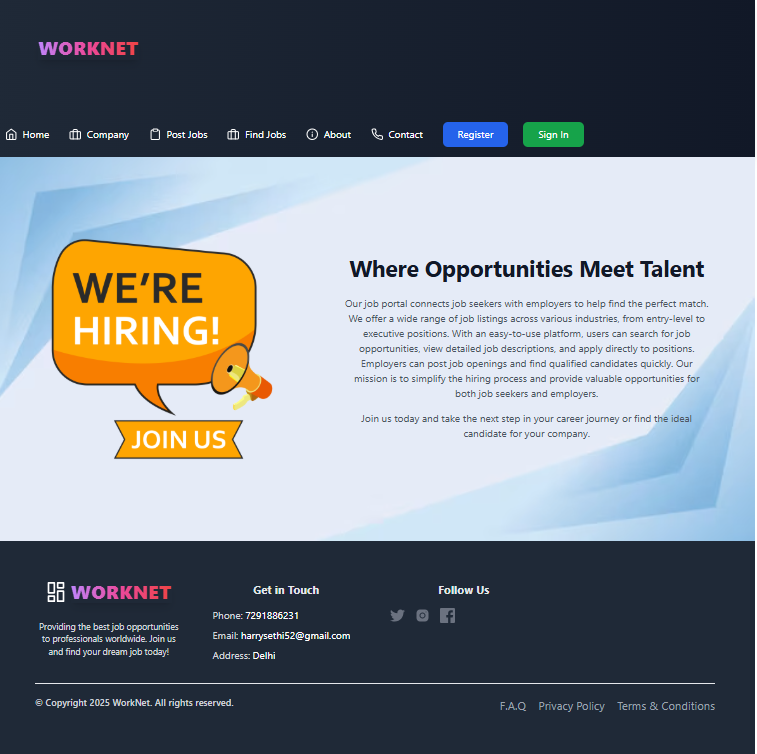 WORKNET
Home Company Post Jobs Find Jobs About Contact Register Sign In
WE'RE
HIRING!
JOIN US
Where Opportunities Meet Talent
Our job portal connects job seekers with employers to help find the perfect match.
We offer a wide range of job listings across various industries, from entry-level to
executive positions. With an easy-to-use platform, users can search for job
opportunities, view detailed job descriptions, and apply directly to positions.
Employers can post job openings and find qualified candidates quickly. Our
mission is to simplify the hiring process and provide valuable opportunities for
both job seekers and employers.
Join us today and take the next step in your career journey or find the ideal
candidate for your company.
WORKNET
Providing the best job opportunities
to professionals worldwide. Join us
and find your dream job today!
Get in Touch
Phone: 7291886231
Email: harrysethi52@gmail.com
Address: Delhi
Follow Us
© Copyright 2025 WorkNet. All rights reserved.
F.A.Q Privacy Policy Terms & Conditions